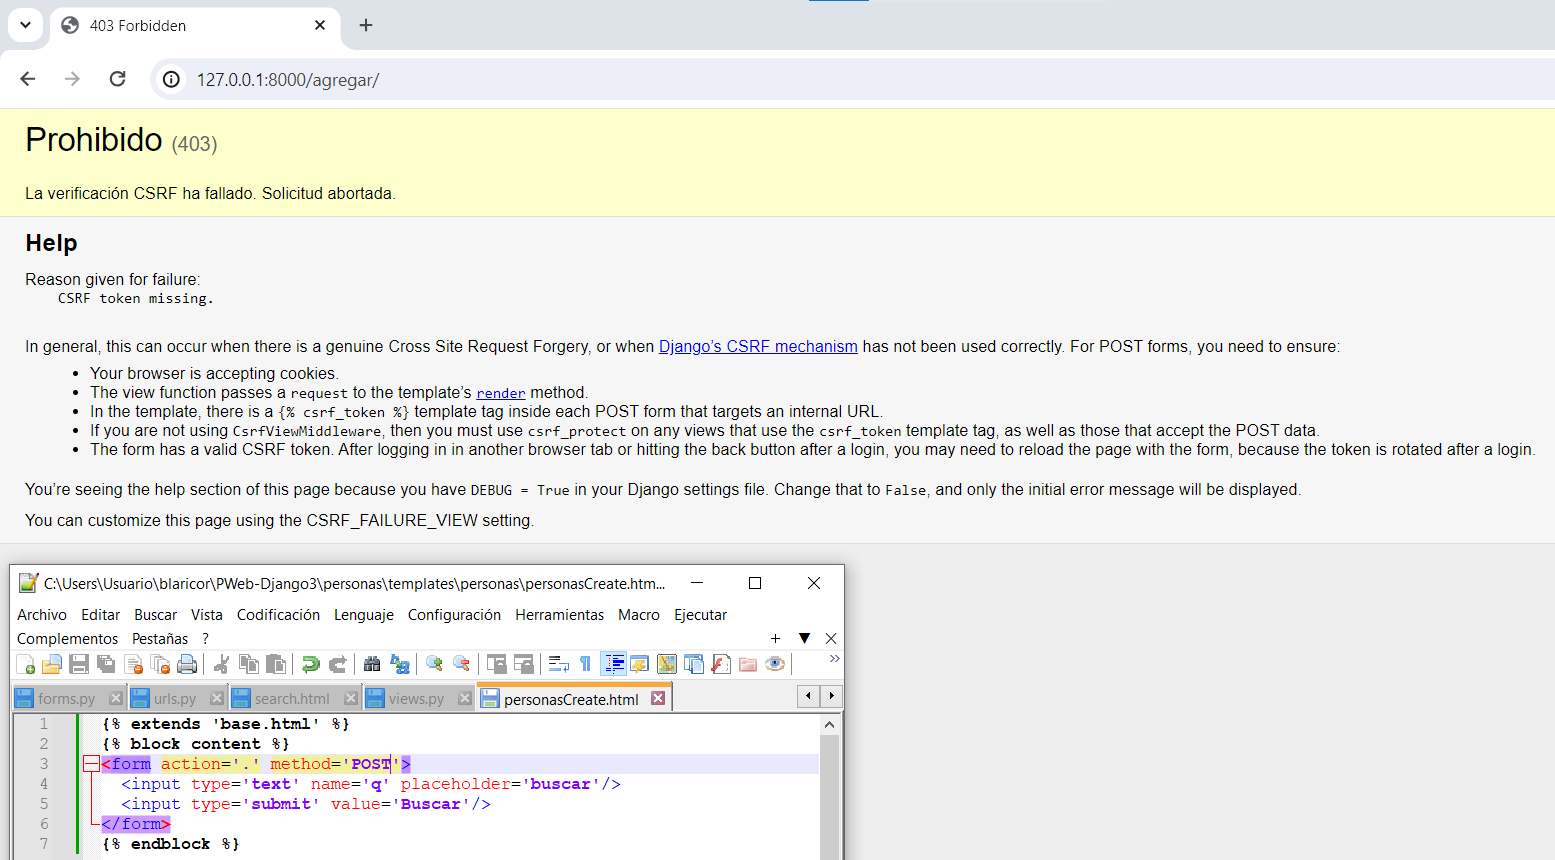 403 Forbidden
127.0.0.1:8000/agregar/
Prohibido (403)
La verificación CSRF ha fallado. Solicitud abortada.
Help
Reason given for failure:
CSRF token missing.
In general, this can occur when there is a genuine Cross Site Request Forgery, or when Django’s CSRF mechanism has not been used correctly. For POST forms, you need to ensure:
• Your browser is accepting cookies.
• The view function passes a request to the template’s render method.
• In the template, there is a {% csrf_token %} template tag inside each POST form that targets an internal URL.
• If you are not using CsrfViewMiddleware, then you must use csrf_protect on any views that use the csrf_token template tag, as well as those that accept the POST data.
• The form has a valid CSRF token. After logging in in another browser tab or hitting the back button after a login, you may need to reload the page with the form, because the token is rotated after a login.
You’re seeing the help section of this page because you have DEBUG = True in your Django settings file. Change that to False, and only the initial error message will be displayed.
You can customize this page using the CSRF_FAILURE_VIEW setting.
C:\Users\Usuario\blaricor\PWeb-Django3\personas\templates\personas\personasCreate.htm...
Archivo Editar Buscar Vista Codificación Lenguaje Configuración Herramientas Macro Ejecutar
Complementos Pestañas ?
forms.py urls.py search.html views.py personasCreate.html
1 {% extends 'base.html' %}
2 {% block content %}
3 <form action='.' method='POST'>
4 <input type='text' name='q' placeholder='buscar'/>
5 <input type='submit' value='Buscar'/>
6 </form>
7 {% endblock %}